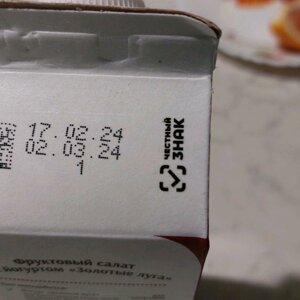 17.02.24
02.03.24
1
ЧЕСТНЫЙ
ЗНАК
Фруктовый салат
йогуртом «Золотые луга»